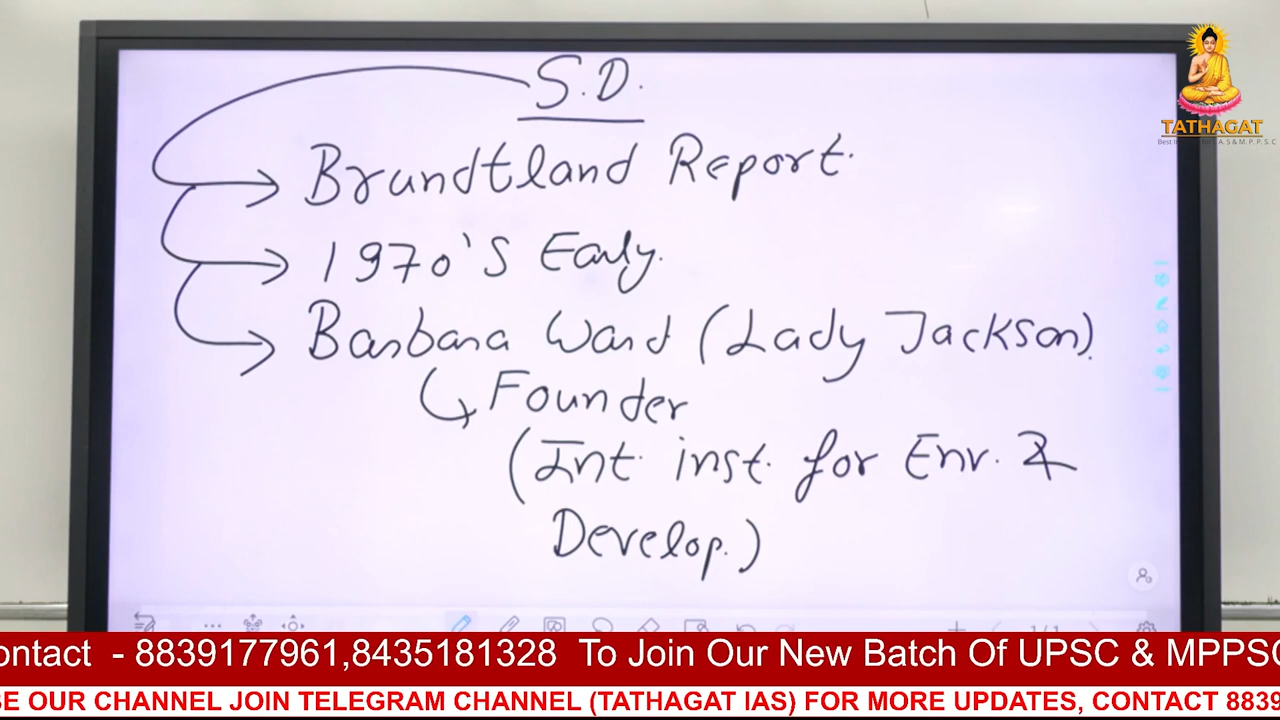 S.D.
Brundtland Report.
1970's Early.
Barbara Ward (Lady Jackson).
Founder
(Int. inst. for Env. &
Develop.)
TATHAGAT
ontact - 8839177961,8435181328 To Join Our New Batch Of UPSC & MPPSC
BE OUR CHANNEL JOIN TELEGRAM CHANNEL (TATHAGAT IAS) FOR MORE UPDATES, CONTACT 8839